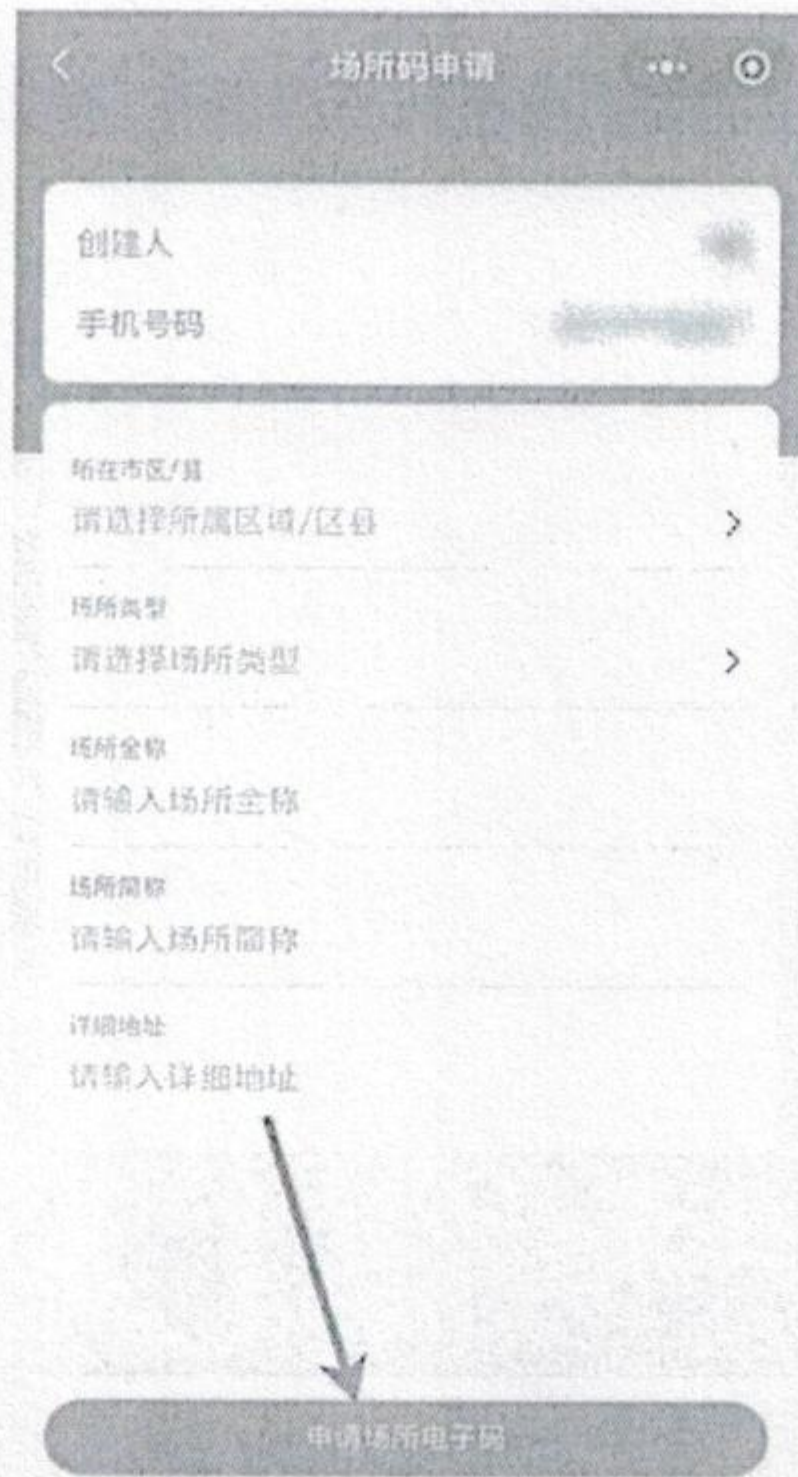 场所码申请
创建人
手机号码
所在市区/县
请选择所属区域/区县
场所类型
请选择场所类型
场所全称
请输入场所全称
场所简称
请输入场所简称
详细地址
请输入详细地址
申请场所电子码